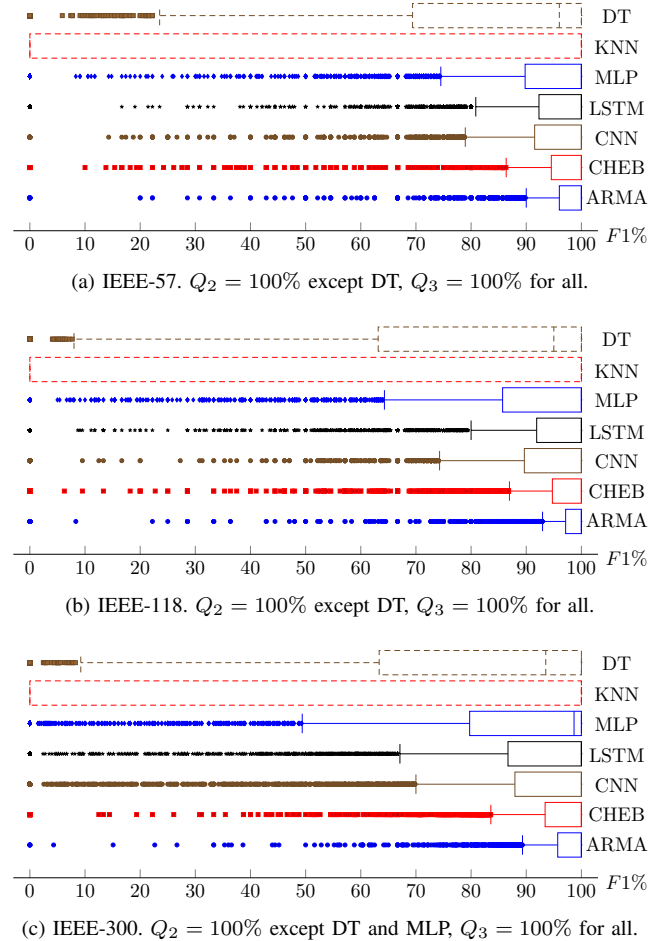 DT
KNN
MLP
LSTM
CNN
CHEB
ARMA
0 10 20 30 40 50 60 70 80 90 100 F1%
(a) IEEE-57. Q₂ = 100% except DT, Q₃ = 100% for all.
DT
KNN
MLP
LSTM
CNN
CHEB
ARMA
0 10 20 30 40 50 60 70 80 90 100 F1%
(b) IEEE-118. Q₂ = 100% except DT, Q₃ = 100% for all.
DT
KNN
MLP
LSTM
CNN
CHEB
ARMA
0 10 20 30 40 50 60 70 80 90 100 F1%
(c) IEEE-300. Q₂ = 100% except DT and MLP, Q₃ = 100% for all.